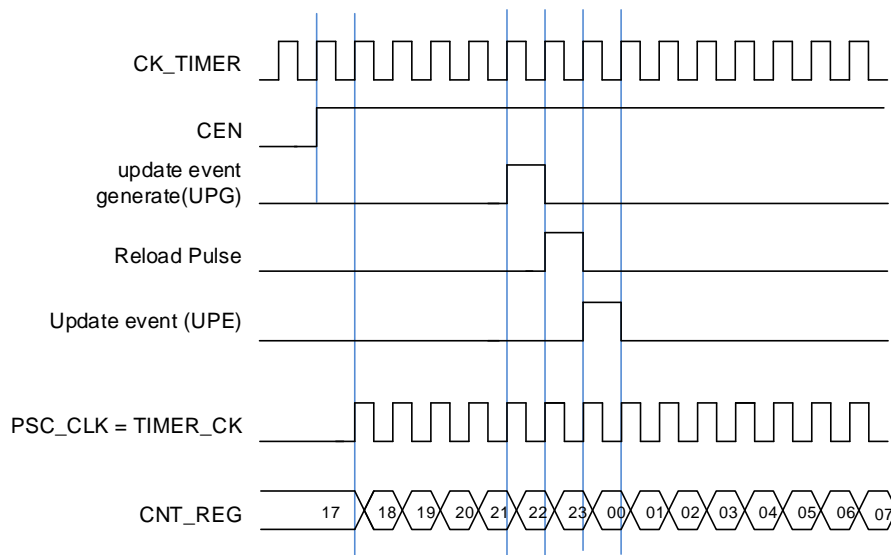 CK_TIMER
CEN
update event
generate(UPG)
Reload Pulse
Update event (UPE)
PSC_CLK = TIMER_CK
CNT_REG 17 18 19 20 21 22 23 00 01 02 03 04 05 06 07